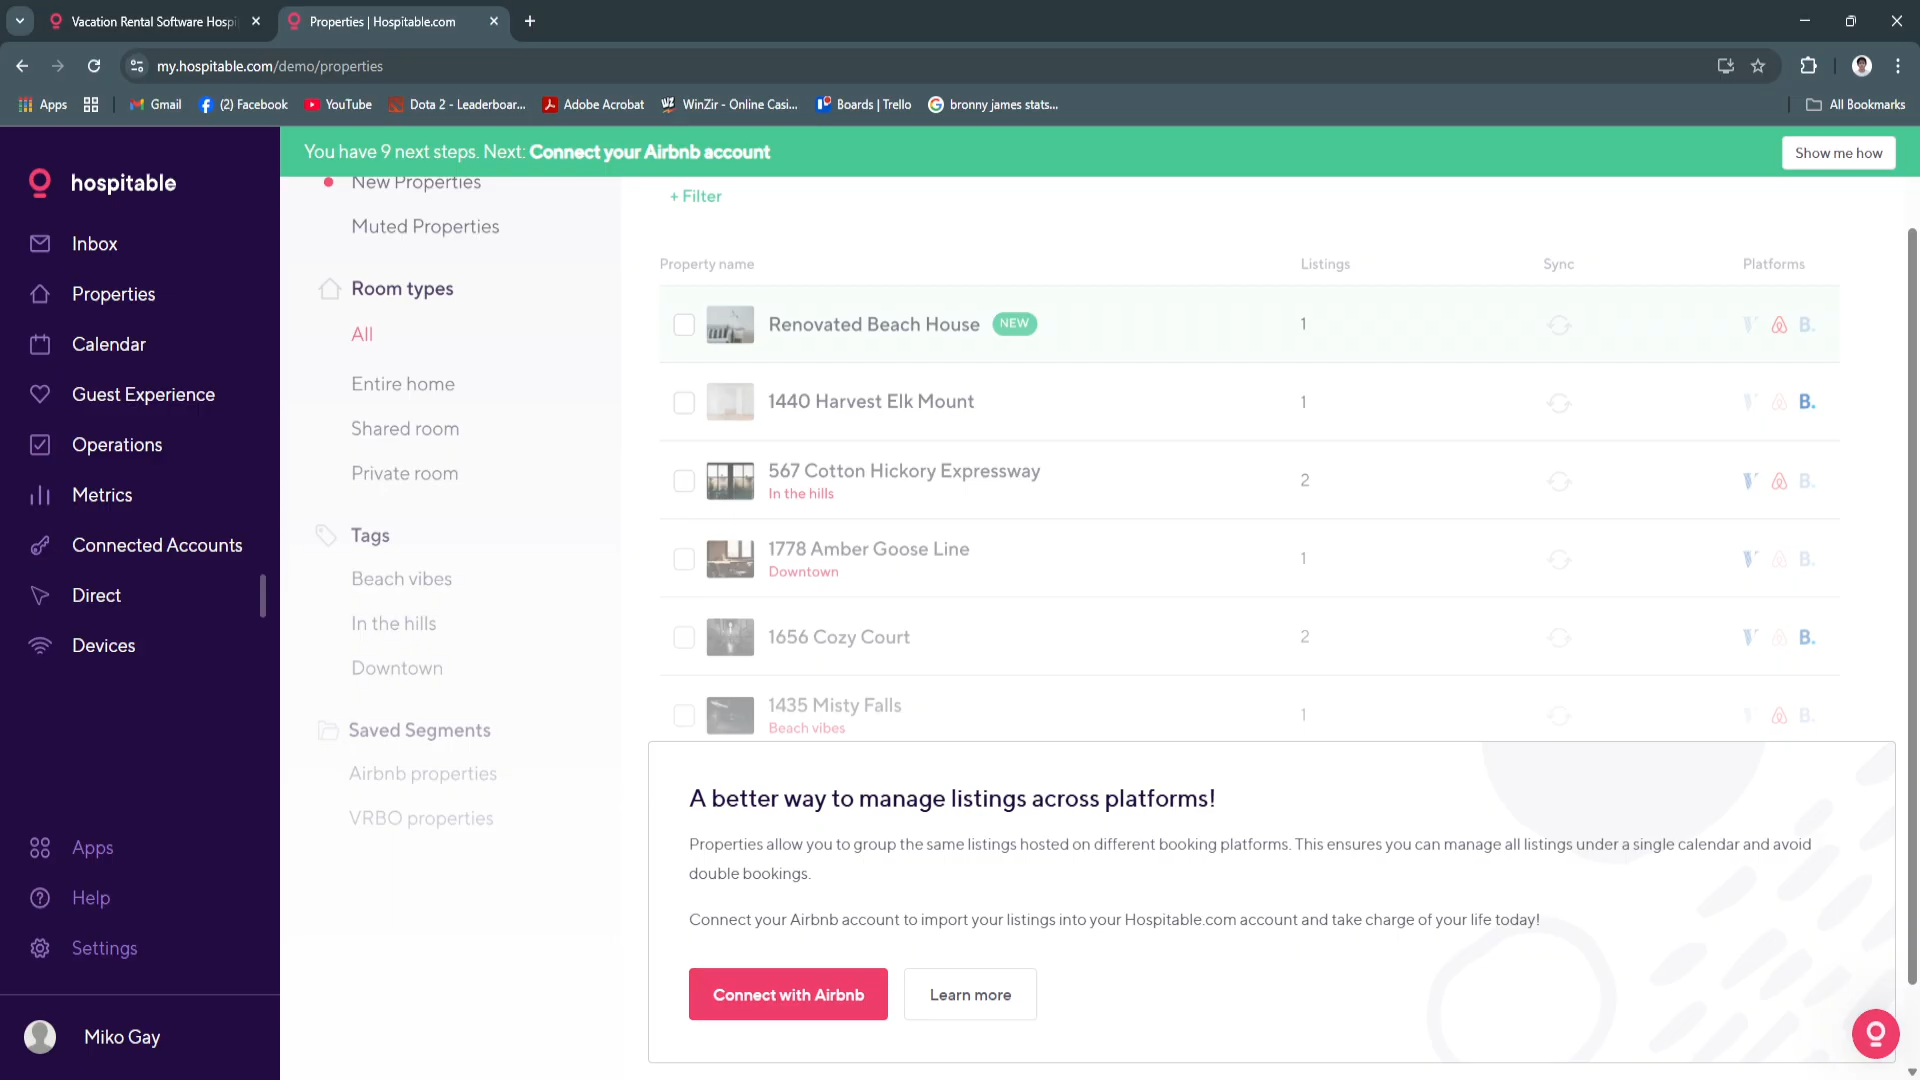 Vacation Rental Software Hospi
Properties | Hospitable.com
my.hospitable.com/demo/properties
Apps
Gmail
(2) Facebook
YouTube
Dota 2 - Leaderboar...
Adobe Acrobat
WinZir - Online Casi...
Boards | Trello
bronny james stats...
All Bookmarks
hospitable
Inbox
Properties
Calendar
Guest Experience
Operations
Metrics
Connected Accounts
Direct
Devices
Apps
Help
Settings
Miko Gay
You have 9 next steps. Next: Connect your Airbnb account
Show me how
New Properties
Muted Properties
Room types
All
Entire home
Shared room
Private room
Tags
Beach vibes
In the hills
Downtown
Saved Segments
Airbnb properties
VRBO properties
+ Filter
Property name Listings Sync Platforms
Renovated Beach House NEW 1 B.
1440 Harvest Elk Mount 1 B.
567 Cotton Hickory Expressway 2 B.
In the hills
1778 Amber Goose Line 1 B.
Downtown
1656 Cozy Court 2 B.
1435 Misty Falls 1 B.
Beach vibes
A better way to manage listings across platforms!
Properties allow you to group the same listings hosted on different booking platforms. This ensures you can manage all listings under a single calendar and avoid
double bookings.
Connect your Airbnb account to import your listings into your Hospitable.com account and take charge of your life today!
Connect with Airbnb
Learn more